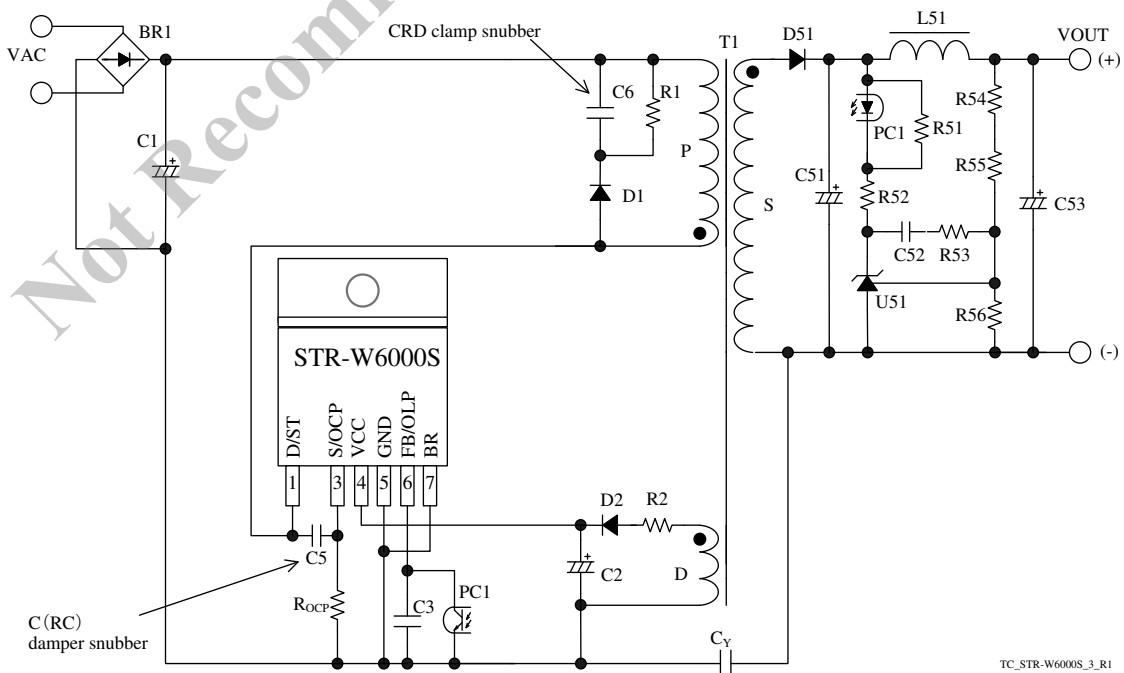 Not Recomm
VAC
BR1
CRD clamp snubber
T1
D51
L51
VOUT
(+)
C1
C6
R1
P
S
D1
PC1
R51
R54
R55
C51
R52
C53
C52
R53
U51
R56
(-)
STR-W6000S
D/ST
S/OCP
VCC
GND
FB/OLP
BR
1
3
4
5
6
7
D2
R2
C5
C2
D
C(RC)
damper snubber
ROCP
C3
PC1
CY
TC_STR-W6000S_3_R1